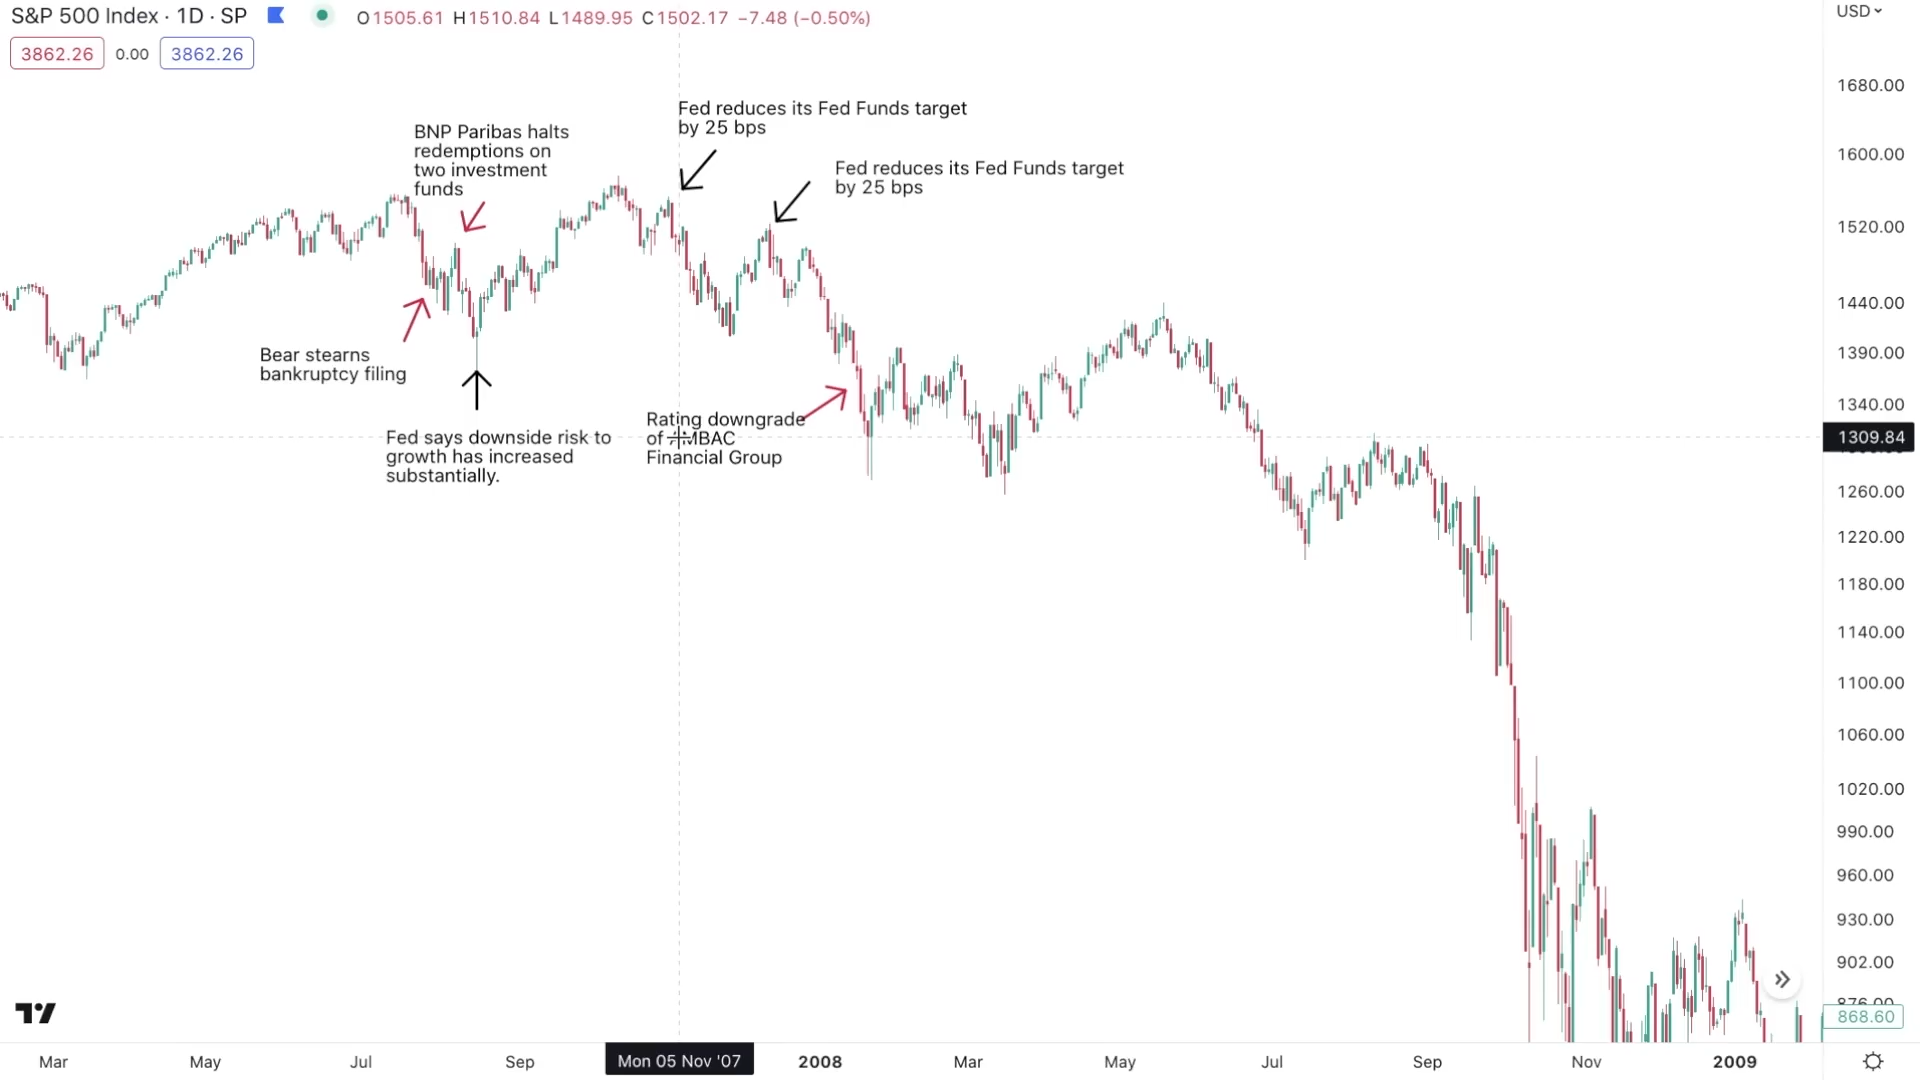 S&P 500 Index · 1D · SP
O1505.61 H1510.84 L1489.95 C1502.17 −7.48 (−0.50%)
USD
3862.26 0.00 3862.26
Fed reduces its Fed Funds target
by 25 bps
BNP Paribas halts
redemptions on
two investment
funds
Fed reduces its Fed Funds target
by 25 bps
Bear stearns
bankruptcy filing
Fed says downside risk to
growth has increased
substantially.
Rating downgrade
of AMBAC
Financial Group
1680.00
1600.00
1520.00
1440.00
1390.00
1340.00
1309.84
1260.00
1220.00
1180.00
1140.00
1100.00
1060.00
1020.00
990.00
960.00
930.00
902.00
876.00
868.60
Mar May Jul Sep Mon 05 Nov '07 2008 Mar May Jul Sep Nov 2009